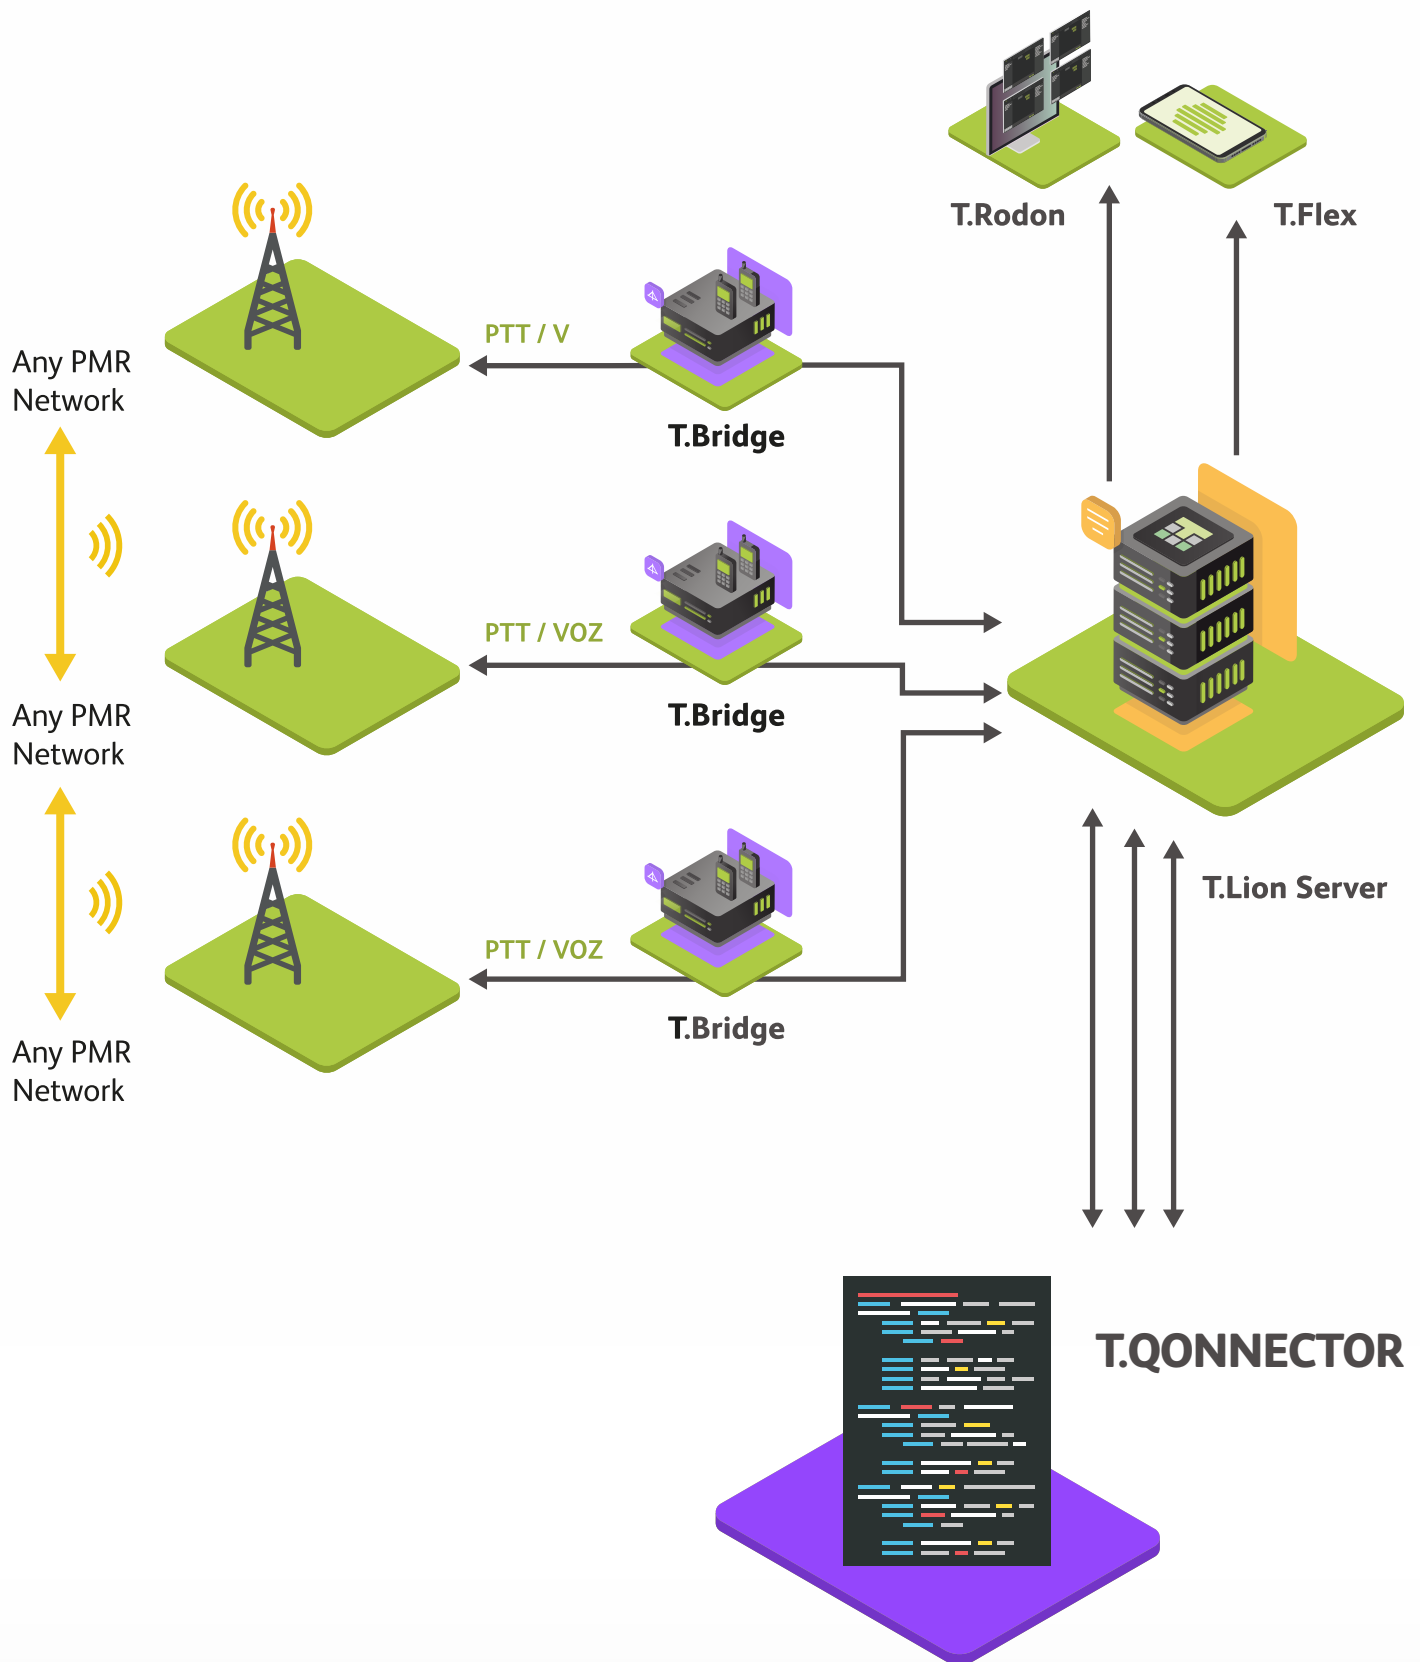 T.Rodon
T.Flex
PTT / V
Any PMR
Network
T.Bridge
PTT / VOZ
Any PMR
Network
T.Bridge
T.Lion Server
PTT / VOZ
T.Bridge
Any PMR
Network
T.QONNECTOR